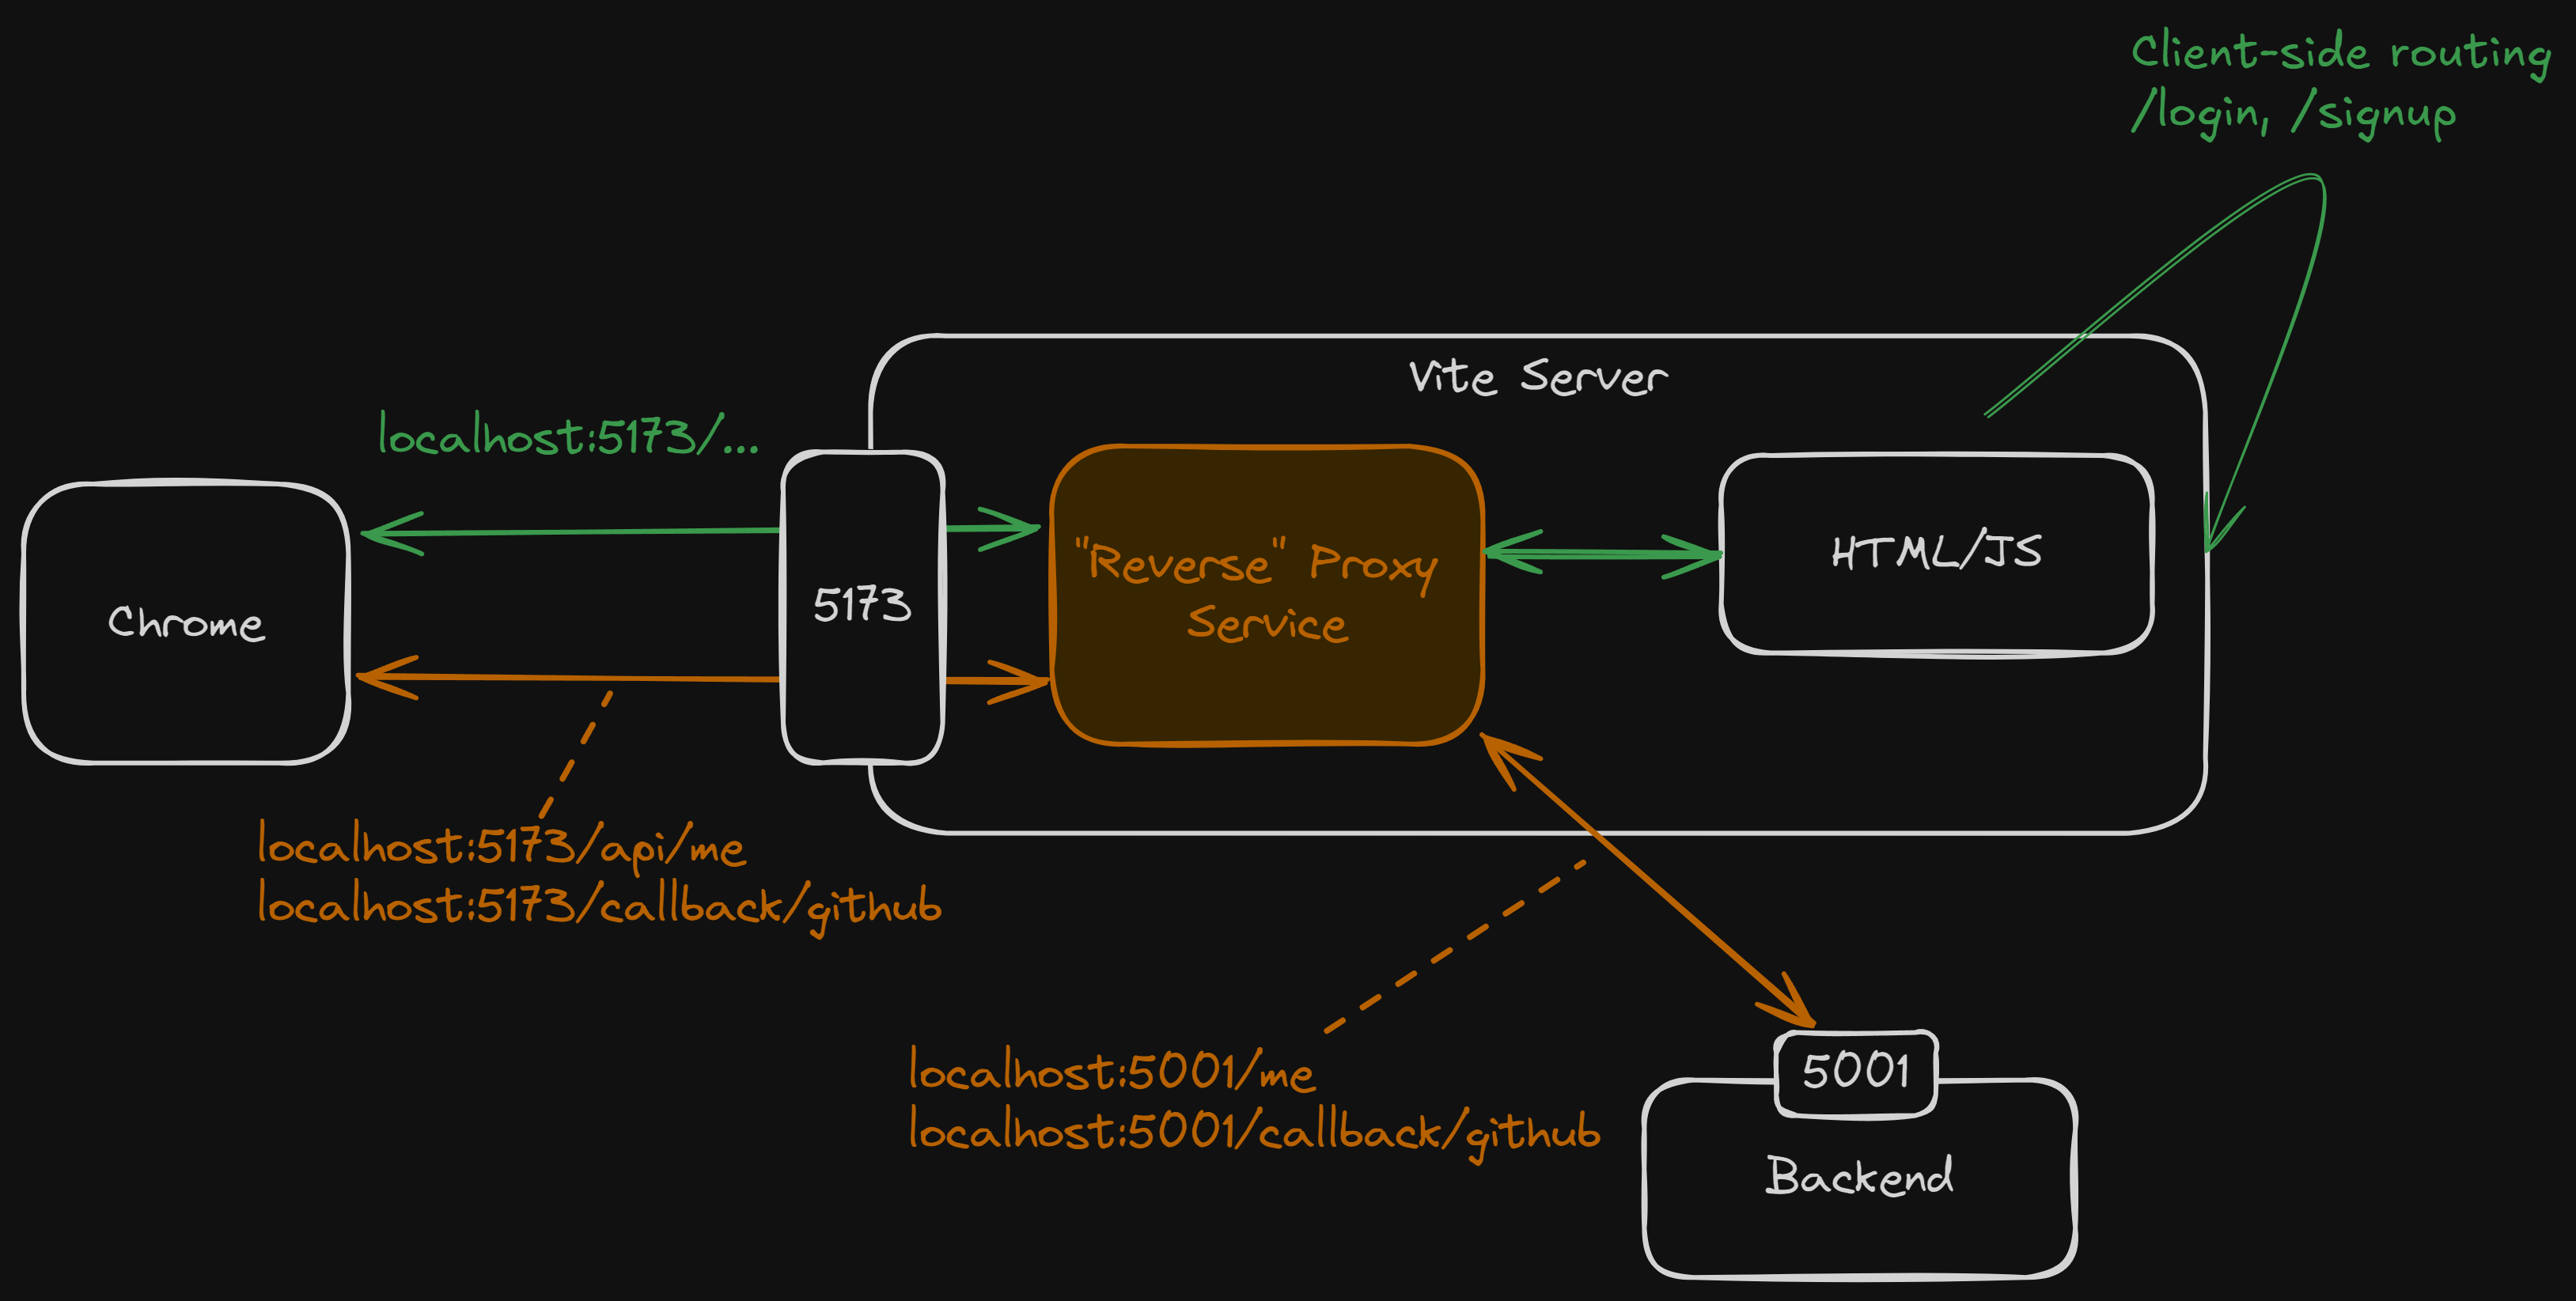 Client-side routing
/login, /signup
Vite Server
localhost:5173/...
Chrome
5173
"Reverse" Proxy
Service
HTML/JS
localhost:5173/api/me
localhost:5173/callback/github
localhost:5001/me
localhost:5001/callback/github
5001
Backend